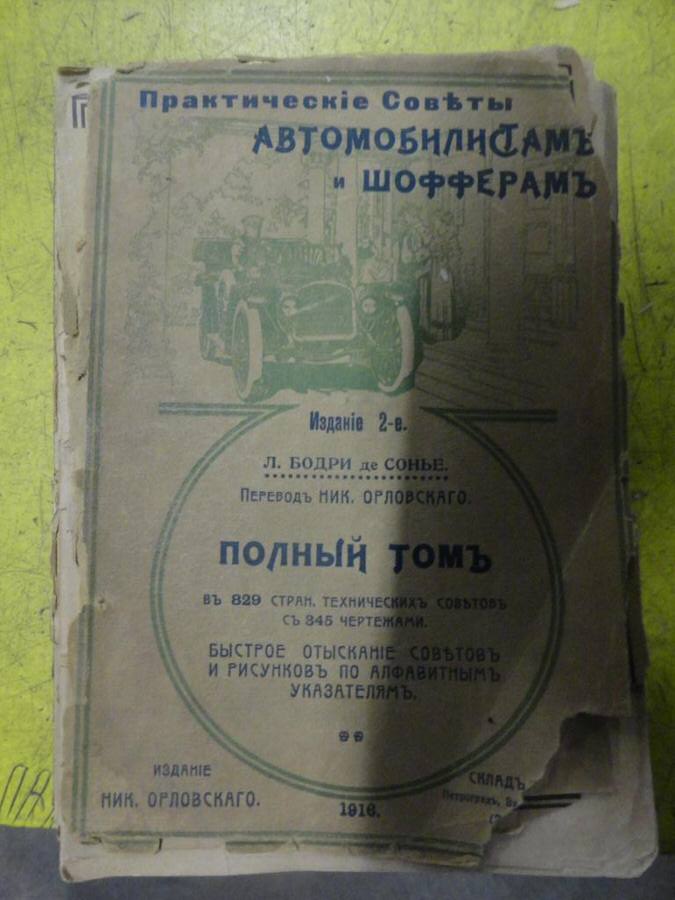 Практическіе Совѣты
АВТОМОБИЛИСТАМЪ
и ШОФФЕРАМЪ
Изданіе 2-е.
Л. БОДРИ де СОНЬЕ.
Переводъ НИК. ОРЛОВСКАГО.
ПОЛНЫЙ ТОМЪ
въ 829 СТРАН. ТЕХНИЧЕСКИХЪ СОВѢТОВЪ
съ 345 ЧЕРТЕЖАМИ.
БЫСТРОЕ ОТЫСКАНІЕ СОВѢТОВЪ
И РИСУНКОВЪ ПО АЛФАВИТНЫМЪ
УКАЗАТЕЛЯМЪ.
ИЗДАНІЕ
НИК. ОРЛОВСКАГО.
1916.
СКЛАДЪ
Петроградъ,